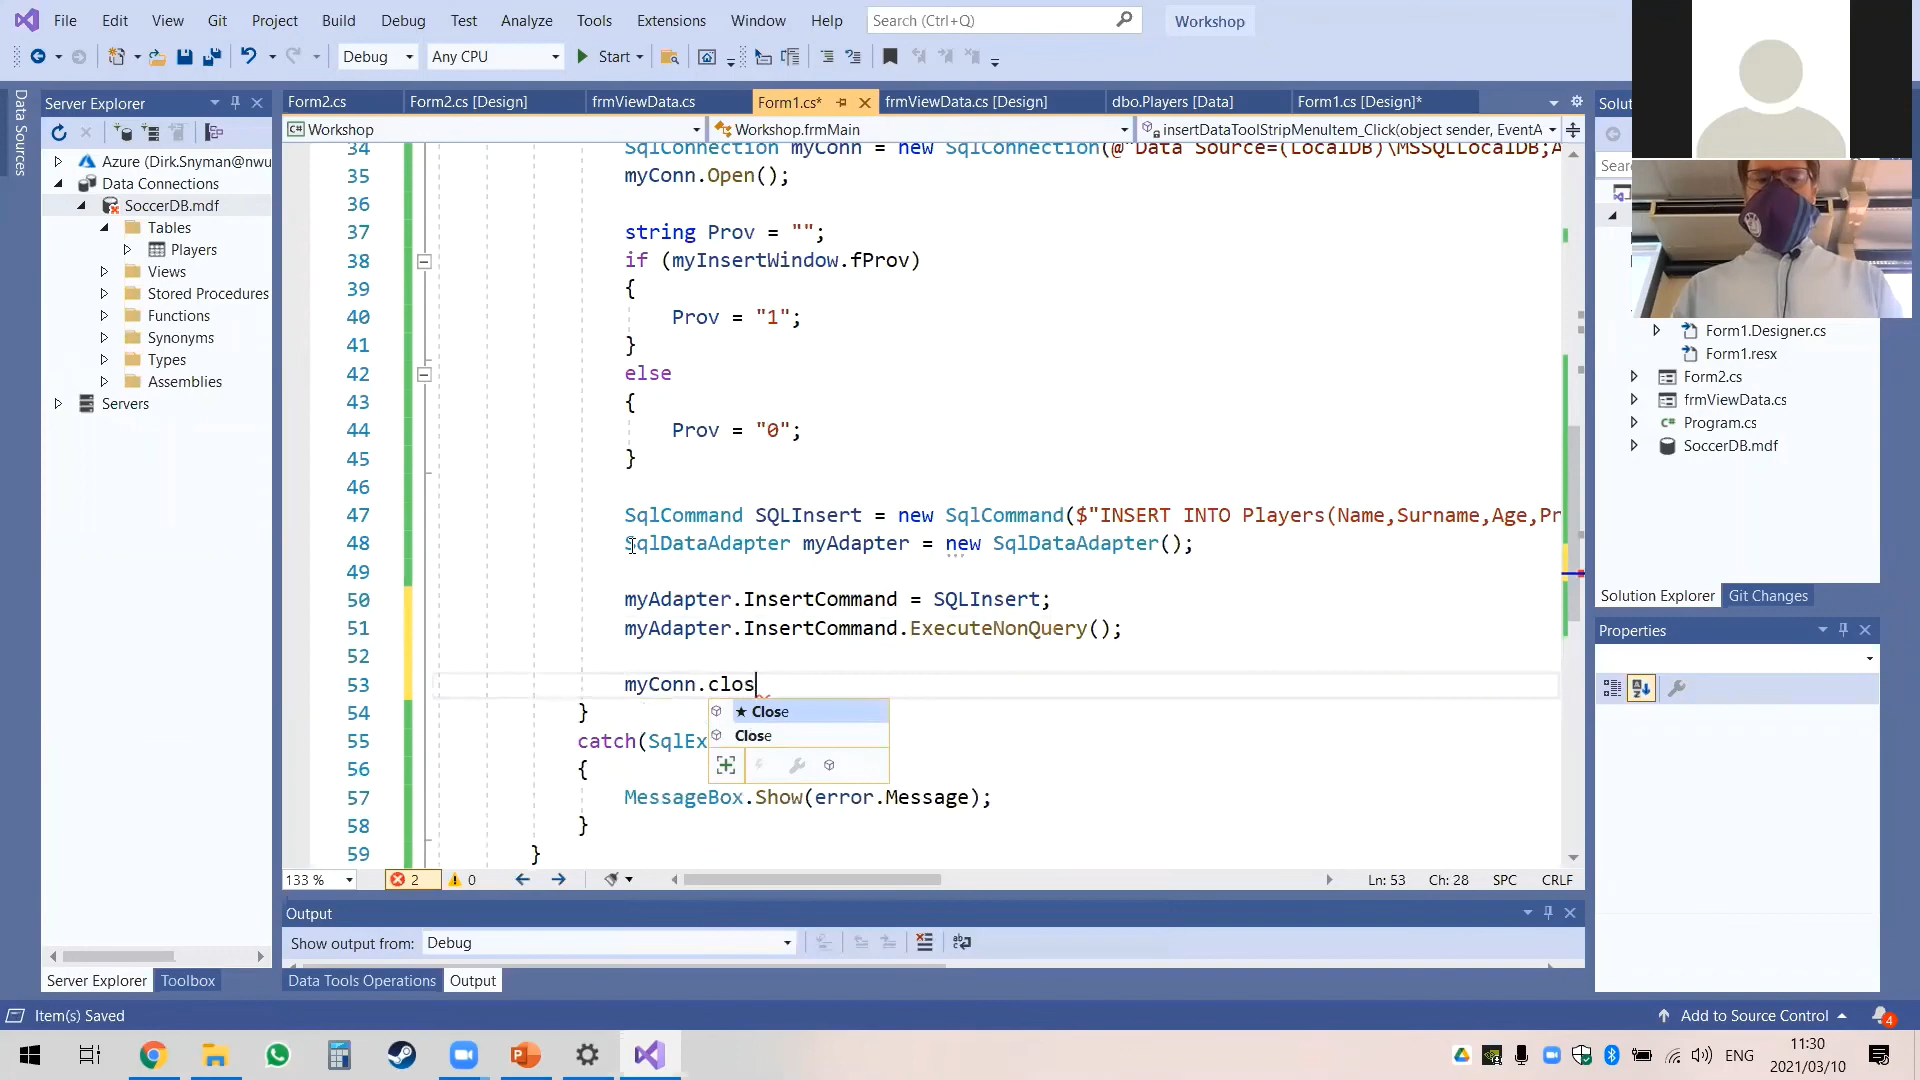 File Edit View Git Project Build Debug Test Analyze Tools Extensions Window Help Search (Ctrl+Q) Workshop
Debug Any CPU Start
Data Sources
Server Explorer
Azure (Dirk.Snyman@nwu
Data Connections
SoccerDB.mdf
Tables
Players
Views
Stored Procedures
Functions
Synonyms
Types
Assemblies
Servers
Form2.cs Form2.cs [Design] frmViewData.cs Form1.cs* frmViewData.cs [Design] dbo.Players [Data] Form1.cs [Design]*
C# Workshop Workshop.frmMain insertDataToolStripMenuItem_Click(object sender, EventA
34 SqlConnection myConn = new SqlConnection(@"Data Source=(LocalDB)\MSSQLLocalDB;A
35 myConn.Open();
36
37 string Prov = "";
38 if (myInsertWindow.fProv)
39 {
40 Prov = "1";
41 }
42 else
43 {
44 Prov = "0";
45 }
46
47 SqlCommand SQLInsert = new SqlCommand($"INSERT INTO Players(Name,Surname,Age,Pr
48 SqlDataAdapter myAdapter = new SqlDataAdapter();
49
50 myAdapter.InsertCommand = SQLInsert;
51 myAdapter.InsertCommand.ExecuteNonQuery();
52
53 myConn.clos
★ Close
Close
54 }
55 catch(SqlEx
56 {
57 MessageBox.Show(error.Message);
58 }
59 }
133 % 2 0 Ln: 53 Ch: 28 SPC CRLF
Output
Show output from: Debug
Server Explorer Toolbox
Data Tools Operations Output
Solu
Sear
Form1.Designer.cs
Form1.resx
Form2.cs
frmViewData.cs
C# Program.cs
SoccerDB.mdf
Solution Explorer Git Changes
Properties
Item(s) Saved Add to Source Control 4
ENG 11:30
2021/03/10